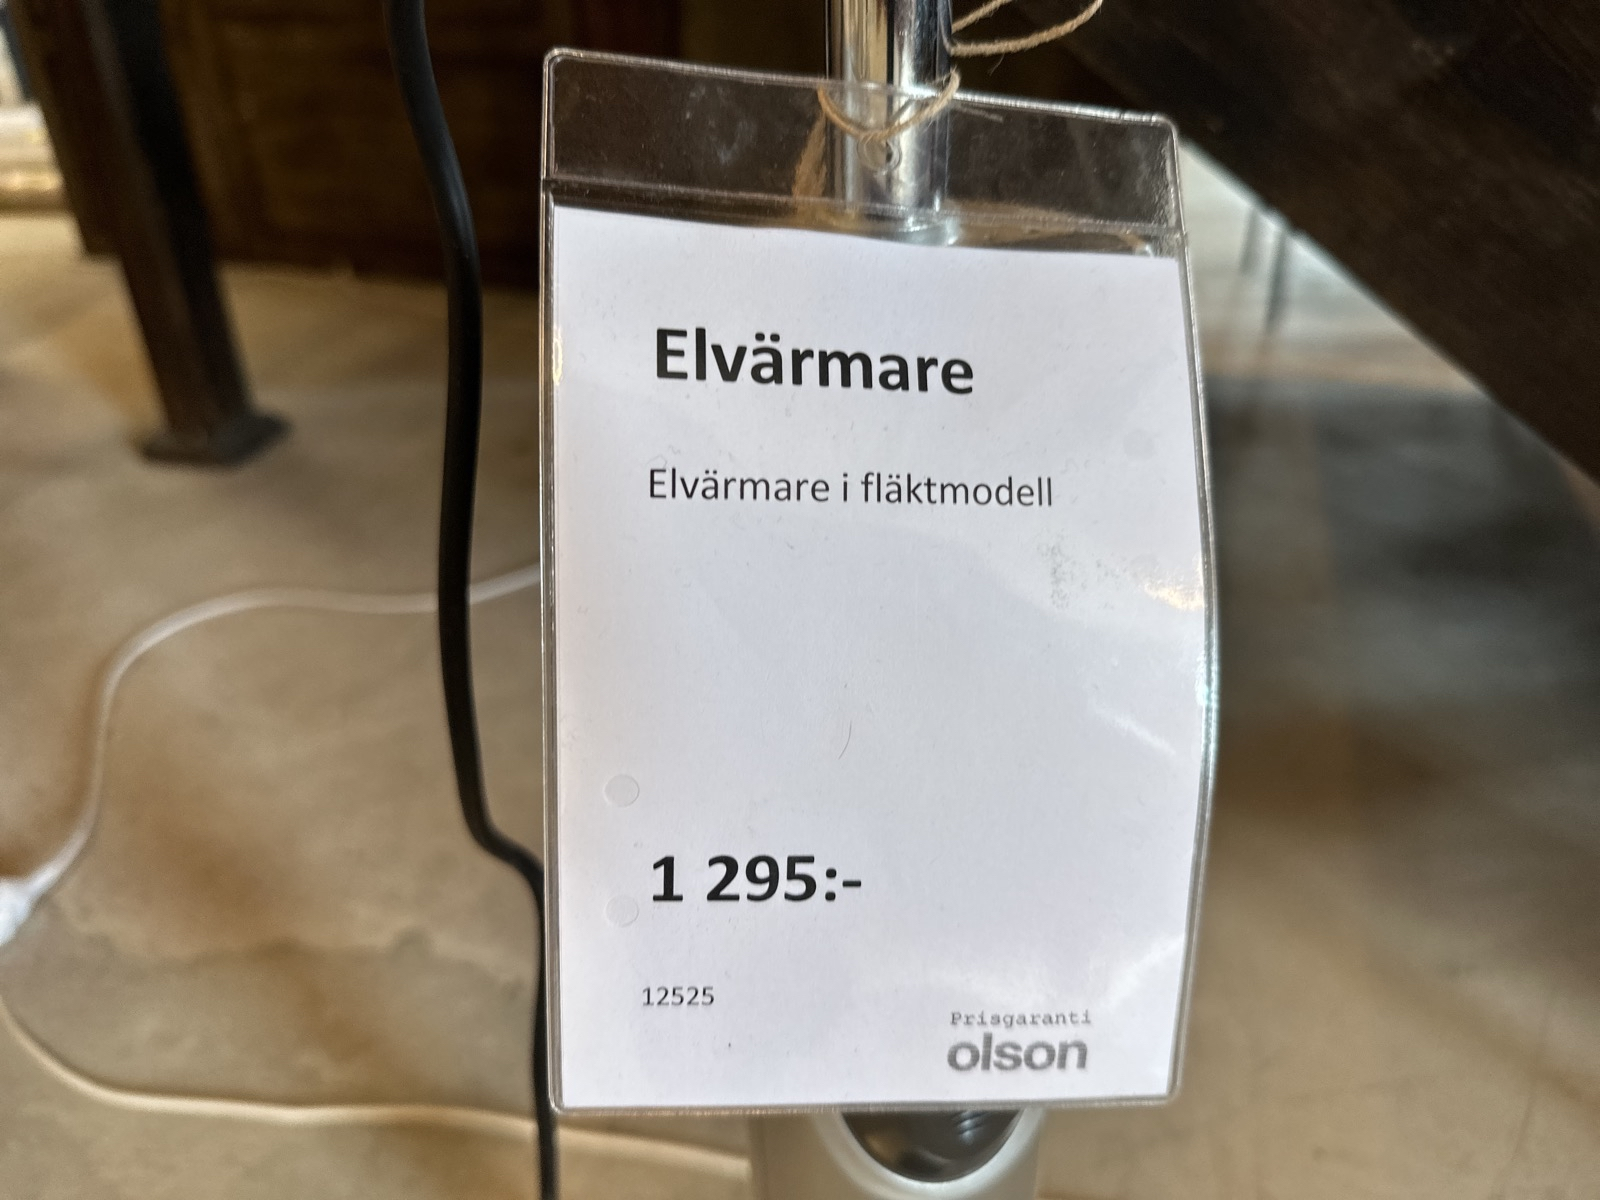 Elvärmare
Elvärmare i fläktmodell
1 295:-
12525
Prisgaranti
olson